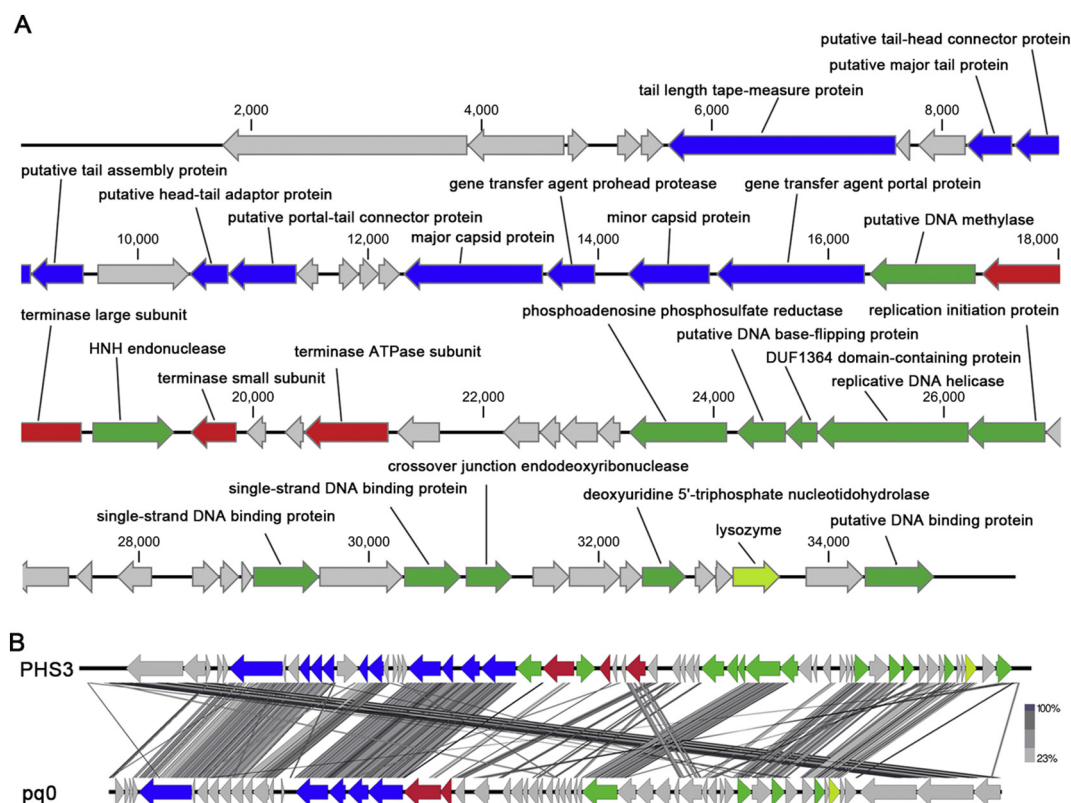 A
putative tail-head connector protein
putative major tail protein
tail length tape-measure protein
2,000 4,000 6,000 8,000
putative tail assembly protein
putative head-tail adaptor protein
gene transfer agent prohead protease
gene transfer agent portal protein
putative portal-tail connector protein
minor capsid protein
putative DNA methylase
major capsid protein
10,000 12,000 14,000 16,000 18,000
terminase large subunit
phosphoadenosine phosphosulfate reductase
replication initiation protein
HNH endonuclease
terminase ATPase subunit
putative DNA base-flipping protein
DUF1364 domain-containing protein
terminase small subunit
replicative DNA helicase
20,000 22,000 24,000 26,000
crossover junction endodeoxyribonuclease
single-strand DNA binding protein
deoxyuridine 5'-triphosphate nucleotidohydrolase
single-strand DNA binding protein
lysozyme
putative DNA binding protein
28,000 30,000 32,000 34,000
B
PHS3
100%
23%
pq0